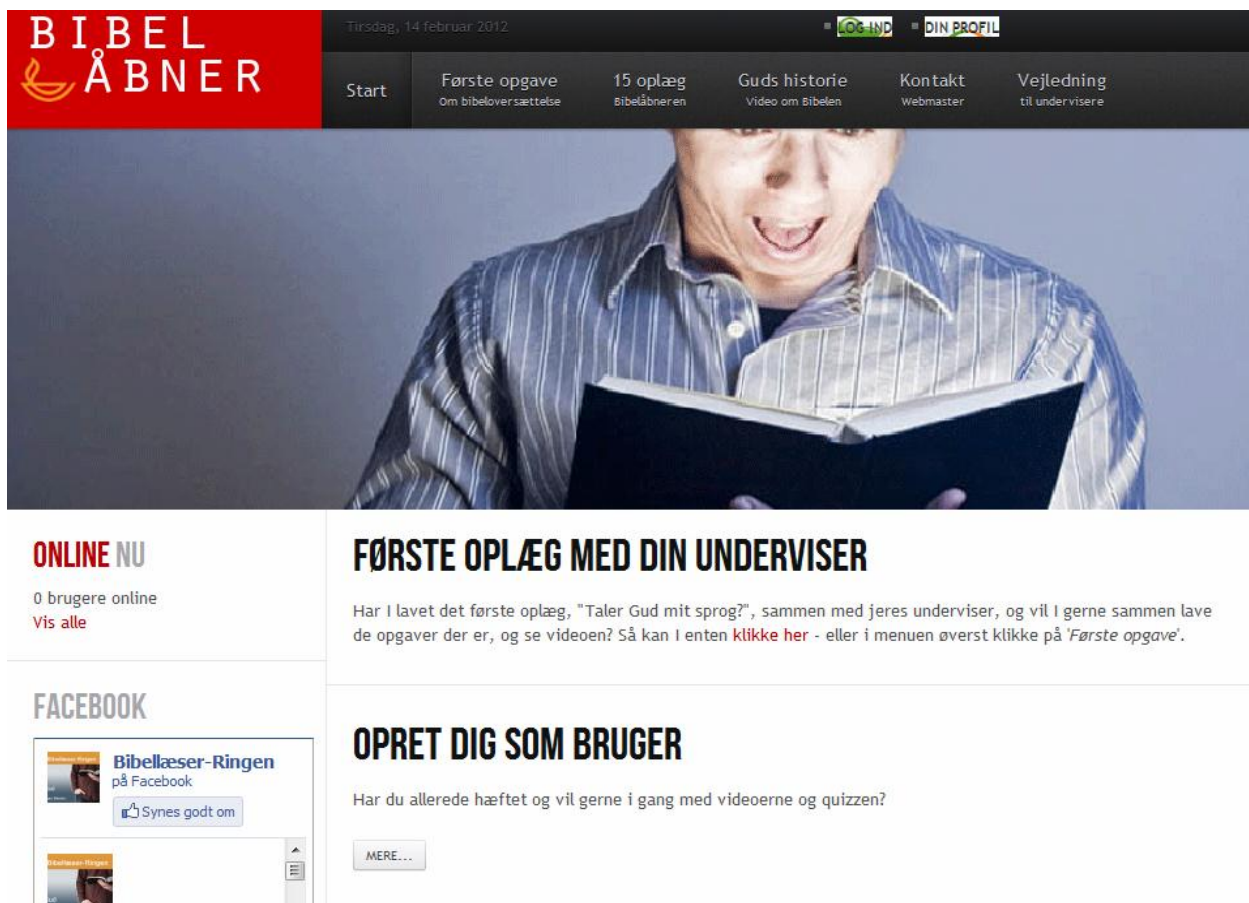 BIBEL
ÅBNER
Tirsdag, 14 februar 2012
LOG IND
DIN PROFIL
Start
Første opgave
Om bibeloversættelse
15 oplæg
Bibelåbneren
Guds historie
Video om Bibelen
Kontakt
Webmaster
Vejledning
til undervisere
ONLINE NU
0 brugere online
Vis alle
FACEBOOK
Bibellæser-Ringen
på Facebook
Synes godt om
FØRSTE OPLÆG MED DIN UNDERVISER
Har I lavet det første oplæg, "Taler Gud mit sprog?", sammen med jeres underviser, og vil I gerne sammen lave
de opgaver der er, og se videoen? Så kan I enten klikke her - eller i menuen øverst klikke på 'Første opgave'.
OPRET DIG SOM BRUGER
Har du allerede hæftet og vil gerne i gang med videoerne og quizzen?
MERE...